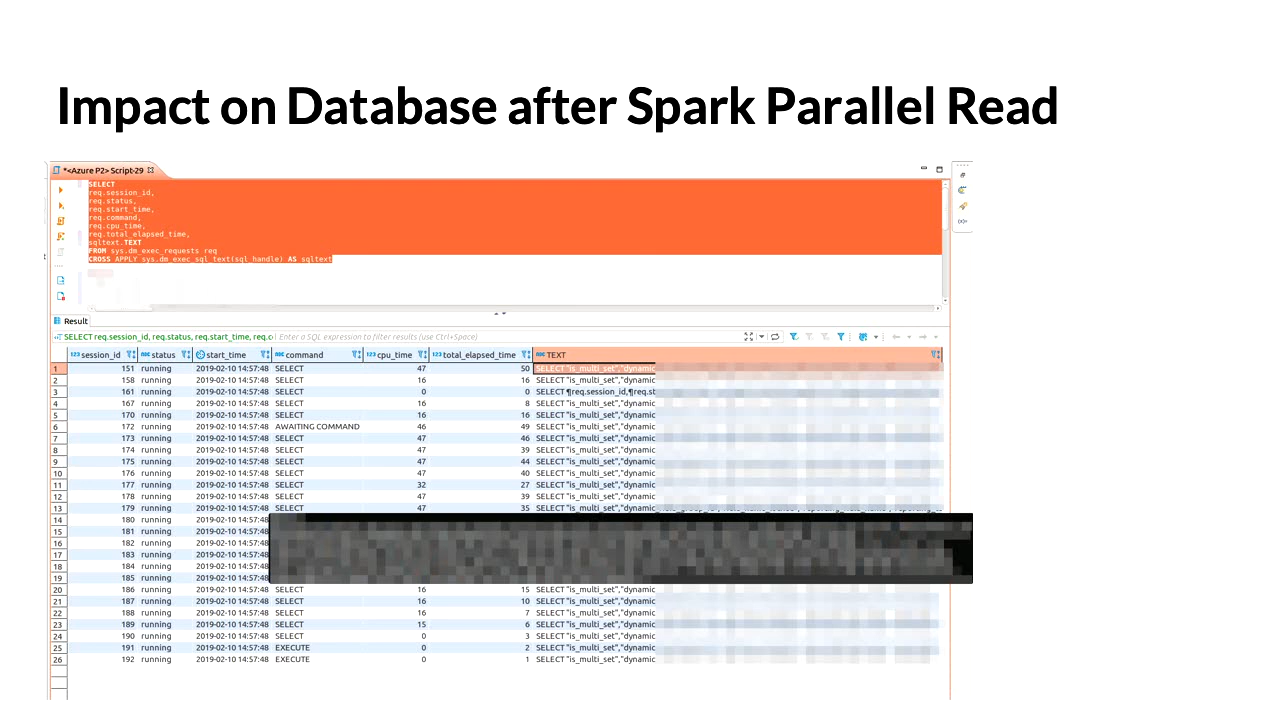 Impact on Database after Spark Parallel Read
*<Azure P2> Script-29
SELECT
req.session_id,
req.status,
req.start_time,
req.command,
req.cpu_time,
req.total_elapsed_time,
sqltext.TEXT
FROM sys.dm_exec_requests req
CROSS APPLY sys.dm_exec_sql_text(sql_handle) AS sqltext
Result
SELECT req.session_id, req.status, req.start_time, req.c Enter a SQL expression to filter results (use Ctrl+Space)
123 session_id ABC status start_time ABC command 123 cpu_time 123 total_elapsed_time ABC TEXT
1 151 running 2019-02-10 14:57:48 SELECT 47 50 SELECT "is_multi_set","dynamic
2 158 running 2019-02-10 14:57:48 SELECT 16 16 SELECT "is_multi_set","dynamic
3 161 running 2019-02-10 14:57:48 SELECT 0 0 SELECT ¶req.session_id,¶req.st
4 167 running 2019-02-10 14:57:48 SELECT 16 8 SELECT "is_multi_set","dynamic
5 170 running 2019-02-10 14:57:48 SELECT 16 16 SELECT "is_multi_set","dynamic
6 172 running 2019-02-10 14:57:48 AWAITING COMMAND 46 49 SELECT "is_multi_set","dynamic
7 173 running 2019-02-10 14:57:48 SELECT 47 46 SELECT "is_multi_set","dynamic
8 174 running 2019-02-10 14:57:48 SELECT 47 39 SELECT "is_multi_set","dynamic
9 175 running 2019-02-10 14:57:48 SELECT 47 44 SELECT "is_multi_set","dynamic
10 176 running 2019-02-10 14:57:48 SELECT 47 40 SELECT "is_multi_set","dynamic
11 177 running 2019-02-10 14:57:48 SELECT 32 27 SELECT "is_multi_set","dynamic
12 178 running 2019-02-10 14:57:48 SELECT 47 39 SELECT "is_multi_set","dynamic
13 179 running 2019-02-10 14:57:48 SELECT 47 35 SELECT "is_multi_set","dynamic
14 180 running 2019-02-10 14:57:48
15 181 running 2019-02-10 14:57:48
16 182 running 2019-02-10 14:57:48
17 183 running 2019-02-10 14:57:48
18 184 running 2019-02-10 14:57:48
19 185 running 2019-02-10 14:57:48
20 186 running 2019-02-10 14:57:48 SELECT 16 15 SELECT "is_multi_set","dynamic
21 187 running 2019-02-10 14:57:48 SELECT 16 10 SELECT "is_multi_set","dynamic
22 188 running 2019-02-10 14:57:48 SELECT 16 7 SELECT "is_multi_set","dynamic
23 189 running 2019-02-10 14:57:48 SELECT 15 6 SELECT "is_multi_set","dynamic
24 190 running 2019-02-10 14:57:48 SELECT 0 3 SELECT "is_multi_set","dynamic
25 191 running 2019-02-10 14:57:48 EXECUTE 0 2 SELECT "is_multi_set","dynamic
26 192 running 2019-02-10 14:57:48 EXECUTE 0 1 SELECT "is_multi_set","dynamic